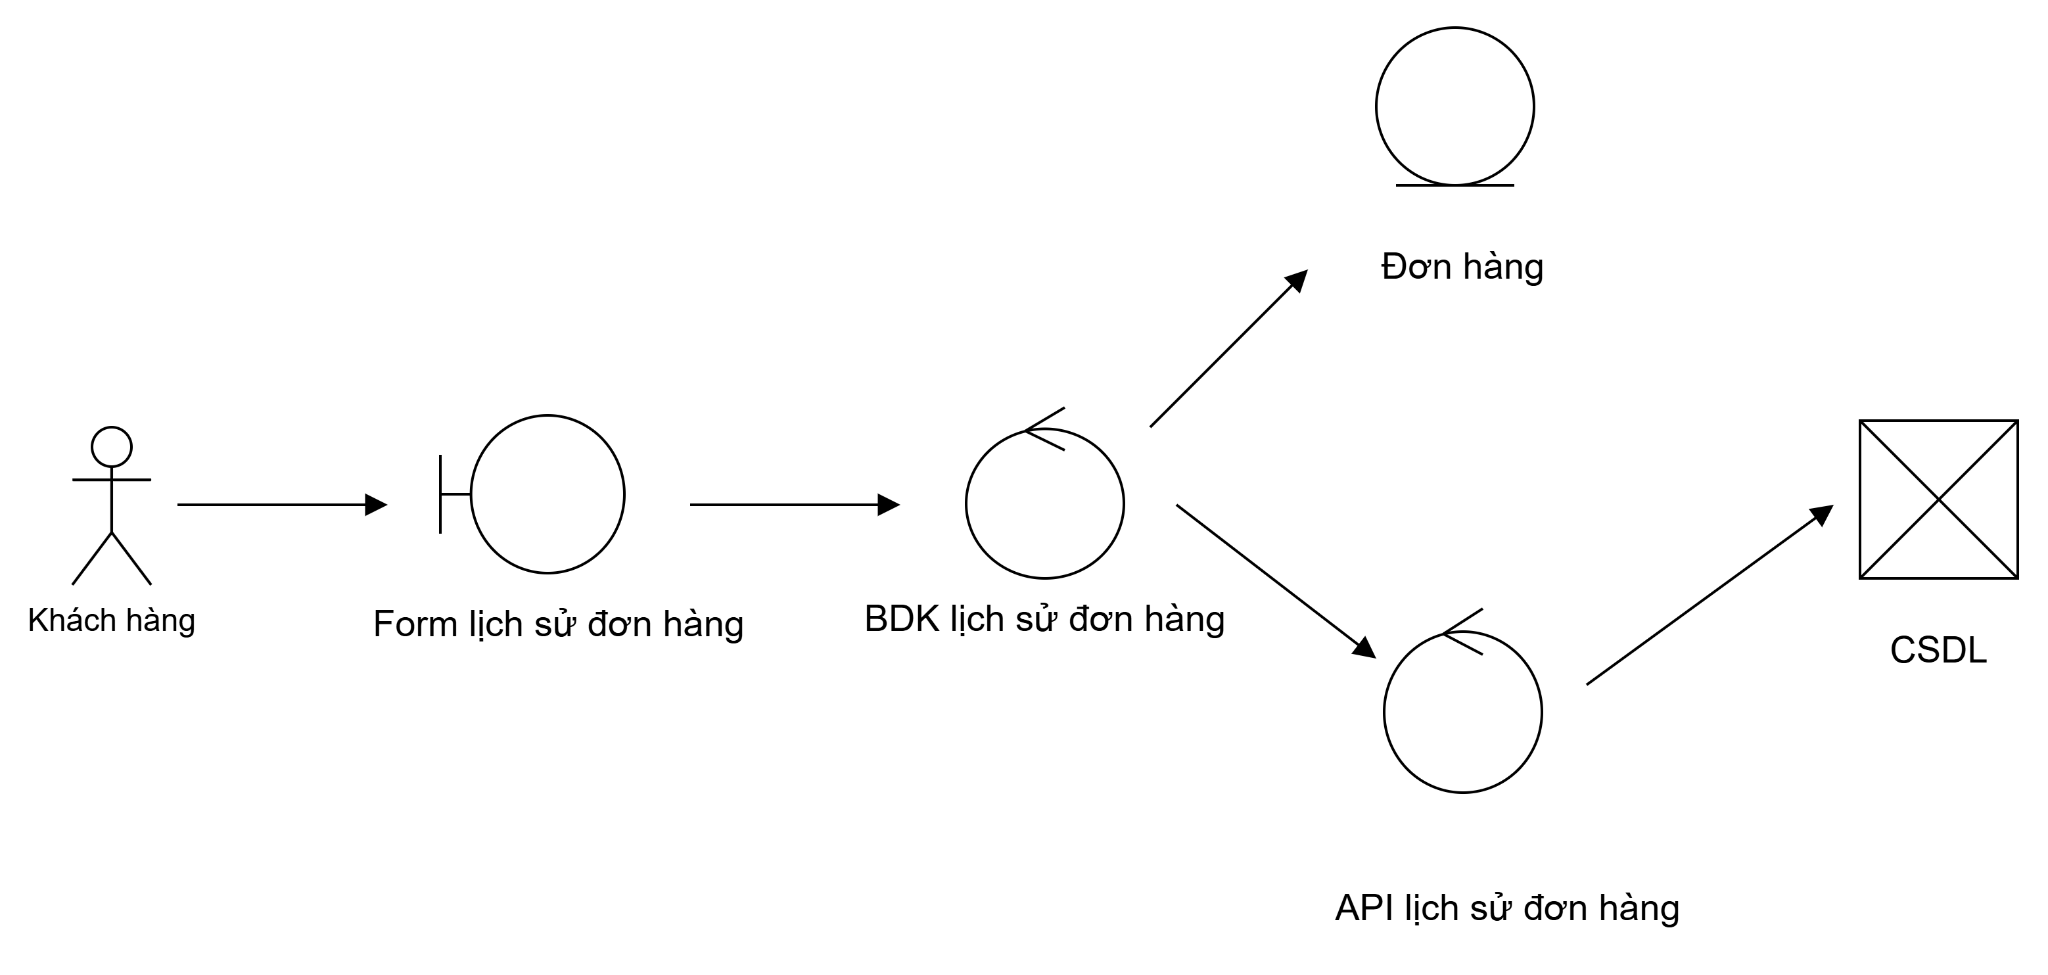 Đơn hàng
Khách hàng
Form lịch sử đơn hàng
BDK lịch sử đơn hàng
CSDL
API lịch sử đơn hàng